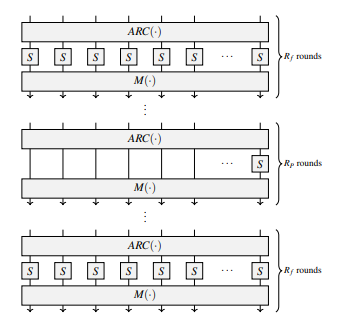 ARC(·)
S S S S S S ··· S
R_f rounds
M(·)
⋮
ARC(·)
··· S
R_P rounds
M(·)
⋮
ARC(·)
S S S S S S ··· S
R_f rounds
M(·)